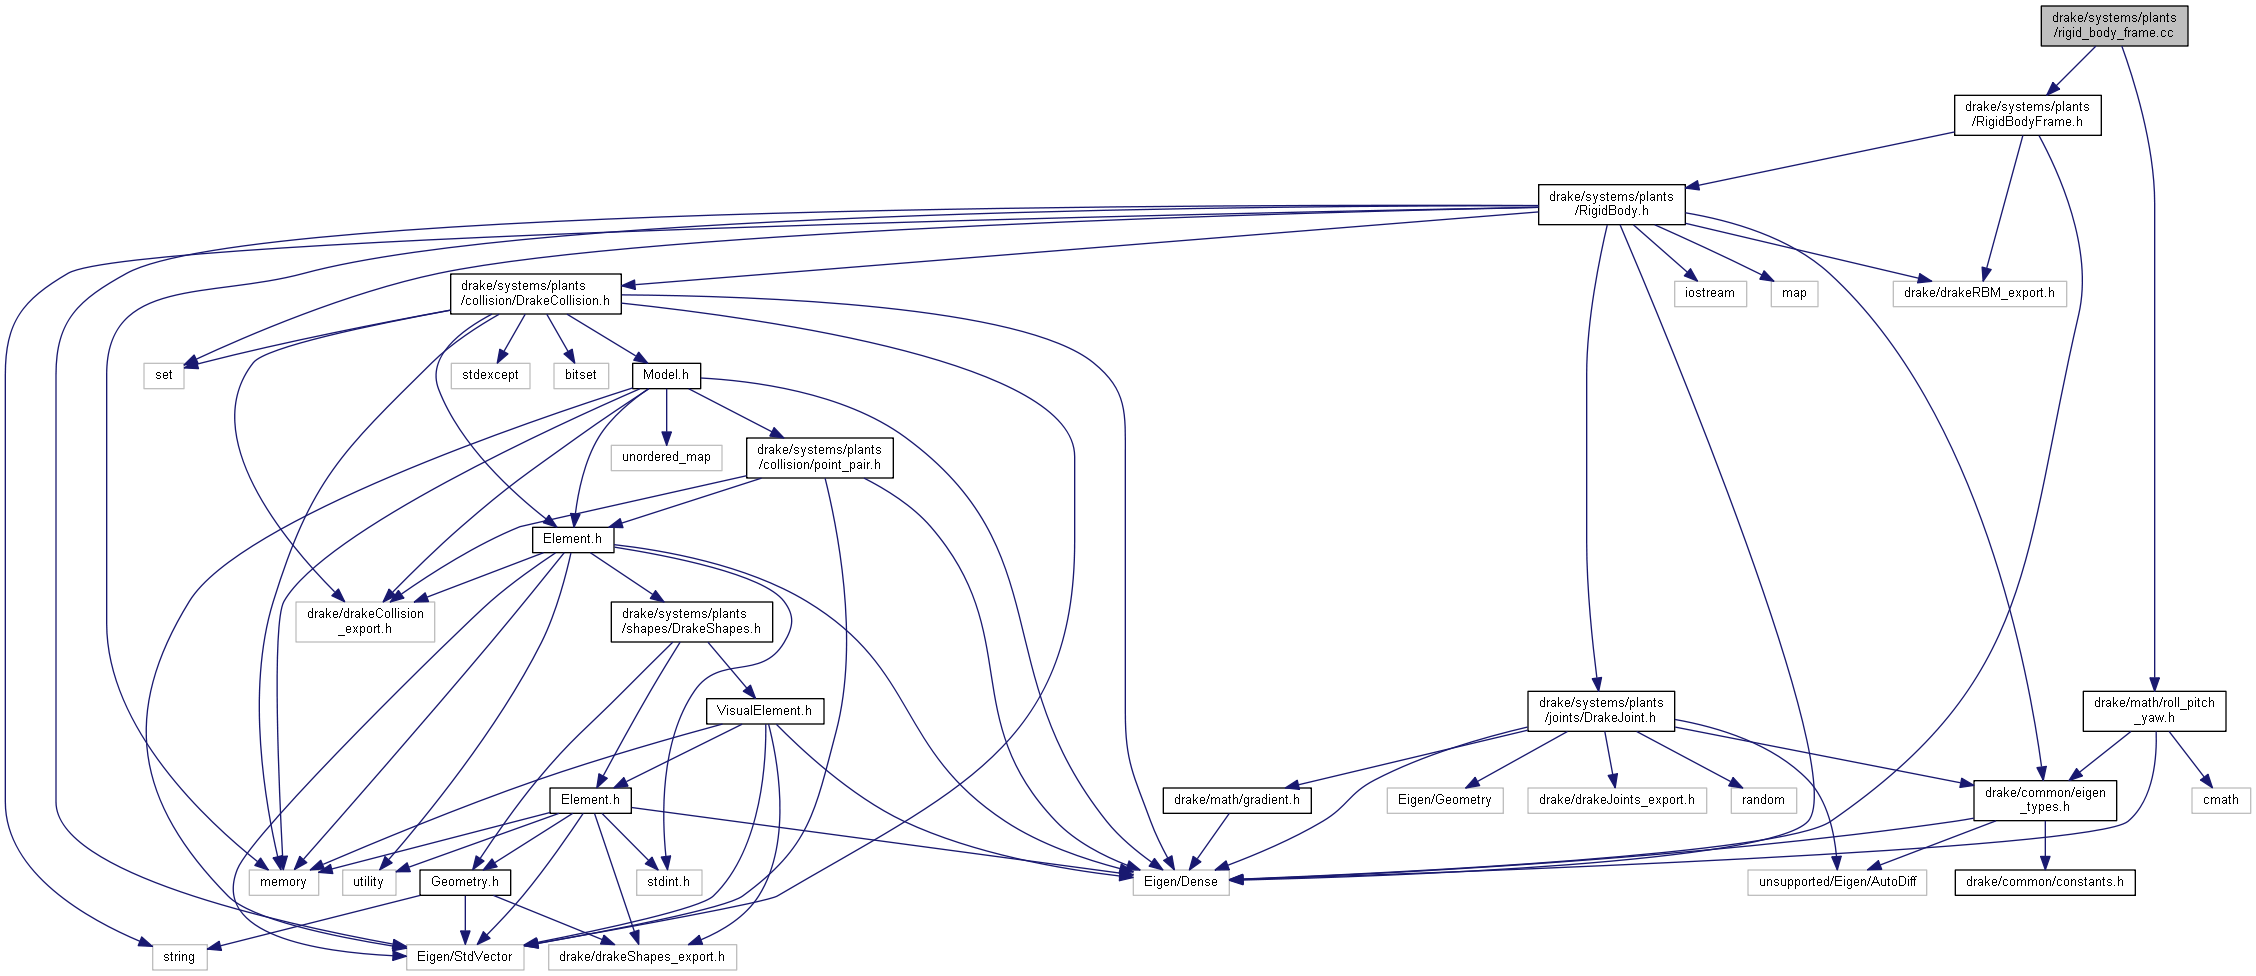 drake/systems/plants
/rigid_body_frame.cc
drake/systems/plants
/RigidBodyFrame.h
drake/systems/plants
/RigidBody.h
drake/systems/plants
/collision/DrakeCollision.h
iostream
map
drake/drakeRBM_export.h
set
stdexcept
bitset
Model.h
unordered_map
drake/systems/plants
/collision/point_pair.h
Element.h
drake/drakeCollision
_export.h
drake/systems/plants
/shapes/DrakeShapes.h
VisualElement.h
drake/systems/plants
/joints/DrakeJoint.h
drake/math/roll_pitch
_yaw.h
Element.h
drake/math/gradient.h
Eigen/Geometry
drake/drakeJoints_export.h
random
drake/common/eigen
_types.h
cmath
memory
utility
Geometry.h
stdint.h
Eigen/Dense
unsupported/Eigen/AutoDiff
drake/common/constants.h
string
Eigen/StdVector
drake/drakeShapes_export.h